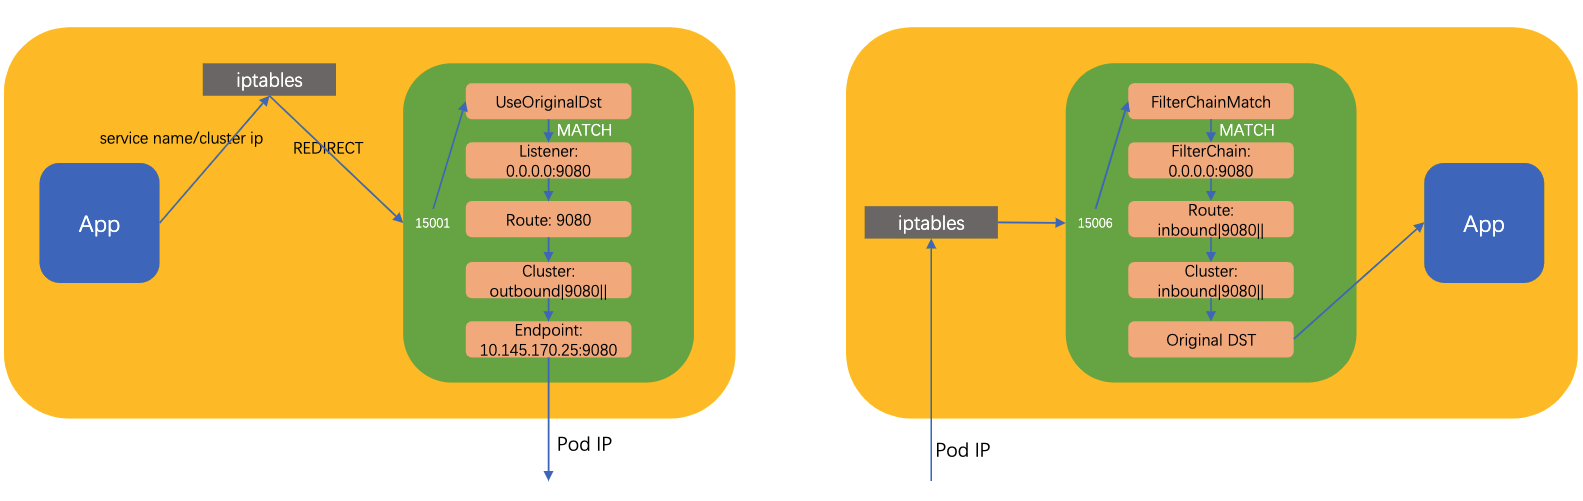 iptables
service name/cluster ip
REDIRECT
App
15001
UseOriginalDst
MATCH
Listener:
0.0.0.0:9080
Route: 9080
Cluster:
outbound|9080||
Endpoint:
10.145.170.25:9080
Pod IP
iptables
15006
FilterChainMatch
MATCH
FilterChain:
0.0.0.0:9080
Route:
inbound|9080||
Cluster:
inbound|9080||
Original DST
App
Pod IP